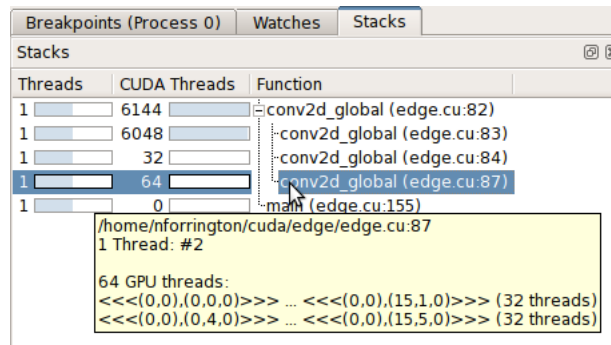 Breakpoints (Process 0) Watches Stacks
Stacks
Threads CUDA Threads Function
1 6144 conv2d_global (edge.cu:82)
1 6048 conv2d_global (edge.cu:83)
1 32 conv2d_global (edge.cu:84)
1 64 conv2d_global (edge.cu:87)
1 0 main (edge.cu:155)
/home/nforrington/cuda/edge/edge.cu:87
1 Thread: #2
64 GPU threads:
<<<(0,0),(0,0,0)>>> ... <<<(0,0),(15,1,0)>>> (32 threads)
<<<(0,0),(0,4,0)>>> ... <<<(0,0),(15,5,0)>>> (32 threads)